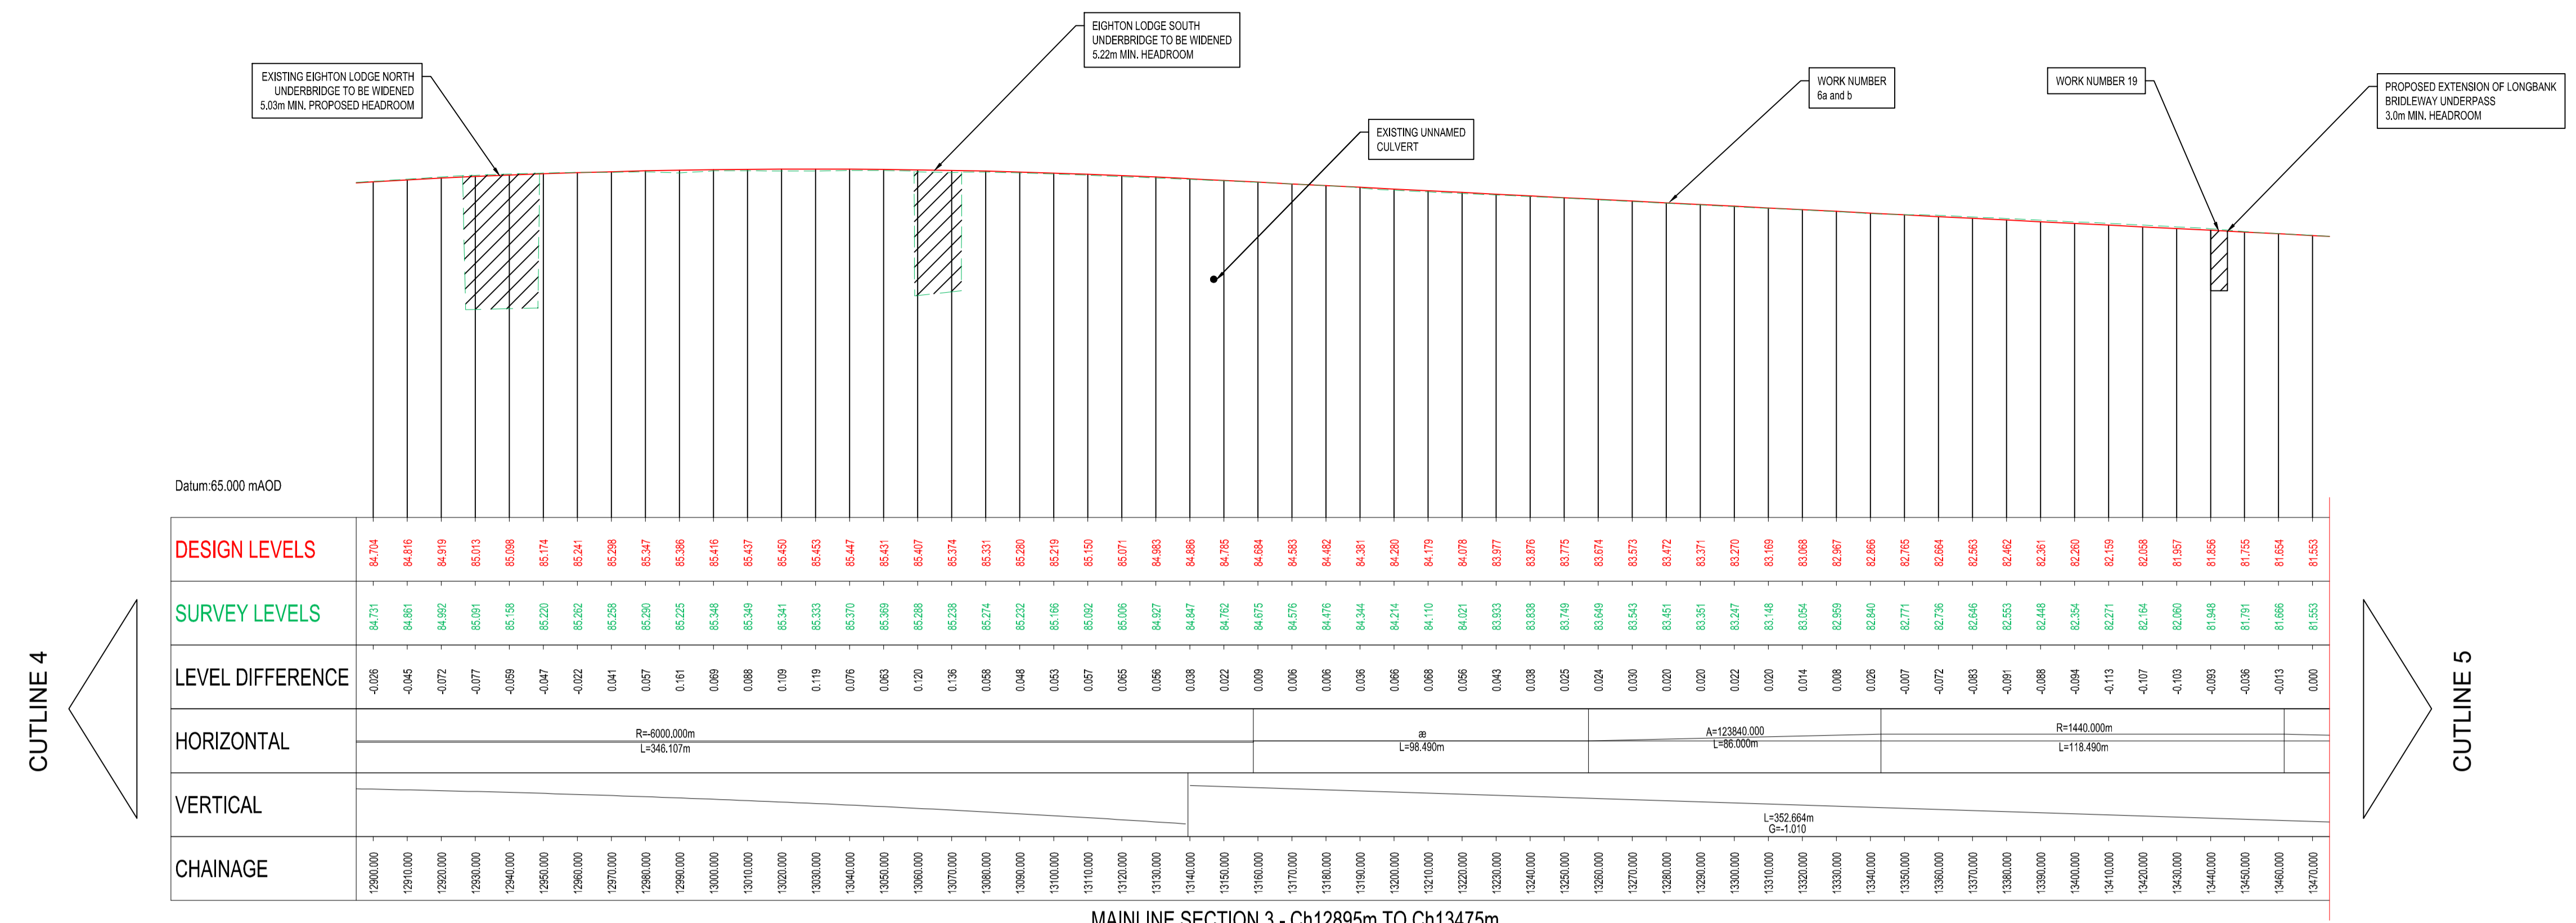 EXISTING EIGHTON LODGE NORTH
UNDERBRIDGE TO BE WIDENED
5.03m MIN. PROPOSED HEADROOM
EIGHTON LODGE SOUTH
UNDERBRIDGE TO BE WIDENED
5.22m MIN. HEADROOM
EXISTING UNNAMED
CULVERT
WORK NUMBER
6a and b
WORK NUMBER 19
PROPOSED EXTENSION OF LONGBANK
BRIDLEWAY UNDERPASS
3.0m MIN. HEADROOM
Datum:65.000 mAOD
DESIGN LEVELS 84.704 84.816 84.919 85.013 85.098 85.174 85.241 85.298 85.347 85.386 85.416 85.437 85.450 85.453 85.447 85.431 85.407 85.374 85.331 85.280 85.219 85.150 85.071 84.983 84.886 84.785 84.684 84.583 84.482 84.381 84.280 84.179 84.078 83.977 83.876 83.775 83.674 83.573 83.472 83.371 83.270 83.169 83.068 82.967 82.866 82.765 82.664 82.563 82.462 82.361 82.260 82.159 82.058 81.957 81.856 81.755 81.654 81.553
SURVEY LEVELS 84.731 84.861 84.992 85.091 85.158 85.220 85.262 85.258 85.290 85.225 85.348 85.349 85.341 85.333 85.370 85.369 85.288 85.238 85.274 85.232 85.166 85.092 85.006 84.927 84.847 84.762 84.675 84.576 84.476 84.344 84.214 84.110 84.021 83.933 83.838 83.749 83.649 83.543 83.451 83.351 83.247 83.148 83.054 82.959 82.840 82.771 82.736 82.646 82.553 82.448 82.354 82.271 82.164 82.060 81.948 81.791 81.666 81.553
LEVEL DIFFERENCE -0.026 -0.045 -0.072 -0.077 -0.059 -0.047 -0.022 0.041 0.057 0.161 0.069 0.088 0.109 0.119 0.076 0.063 0.120 0.136 0.058 0.048 0.053 0.057 0.065 0.056 0.038 0.022 0.009 0.006 0.006 0.036 0.066 0.068 0.056 0.043 0.038 0.025 0.024 0.030 0.020 0.020 0.022 0.020 0.014 0.008 0.026 -0.007 -0.072 -0.083 -0.091 -0.088 -0.094 -0.113 -0.107 -0.103 -0.093 -0.036 -0.013 0.000
HORIZONTAL
R=-6000.000m
L=346.107m
æ
L=98.490m
A=123840.000
L=86.000m
R=1440.000m
L=118.490m
VERTICAL
L=352.664m
G=-1.010
CHAINAGE 12900.000 12910.000 12920.000 12930.000 12940.000 12950.000 12960.000 12970.000 12980.000 12990.000 13000.000 13010.000 13020.000 13030.000 13040.000 13050.000 13060.000 13070.000 13080.000 13090.000 13100.000 13110.000 13120.000 13130.000 13140.000 13150.000 13160.000 13170.000 13180.000 13190.000 13200.000 13210.000 13220.000 13230.000 13240.000 13250.000 13260.000 13270.000 13280.000 13290.000 13300.000 13310.000 13320.000 13330.000 13340.000 13350.000 13360.000 13370.000 13380.000 13390.000 13400.000 13410.000 13420.000 13430.000 13440.000 13450.000 13460.000 13470.000
CUTLINE 4
CUTLINE 5
MAINLINE SECTION 3 - Ch12895m TO Ch13475m